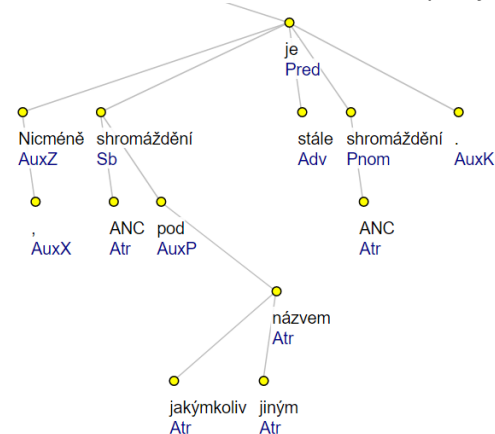 je
Pred
Nicméně shromáždění stále shromáždění .
AuxZ Sb Adv Pnom AuxK
, ANC pod ANC
AuxX Atr AuxP Atr
názvem
Atr
jakýmkoliv jiným
Atr Atr